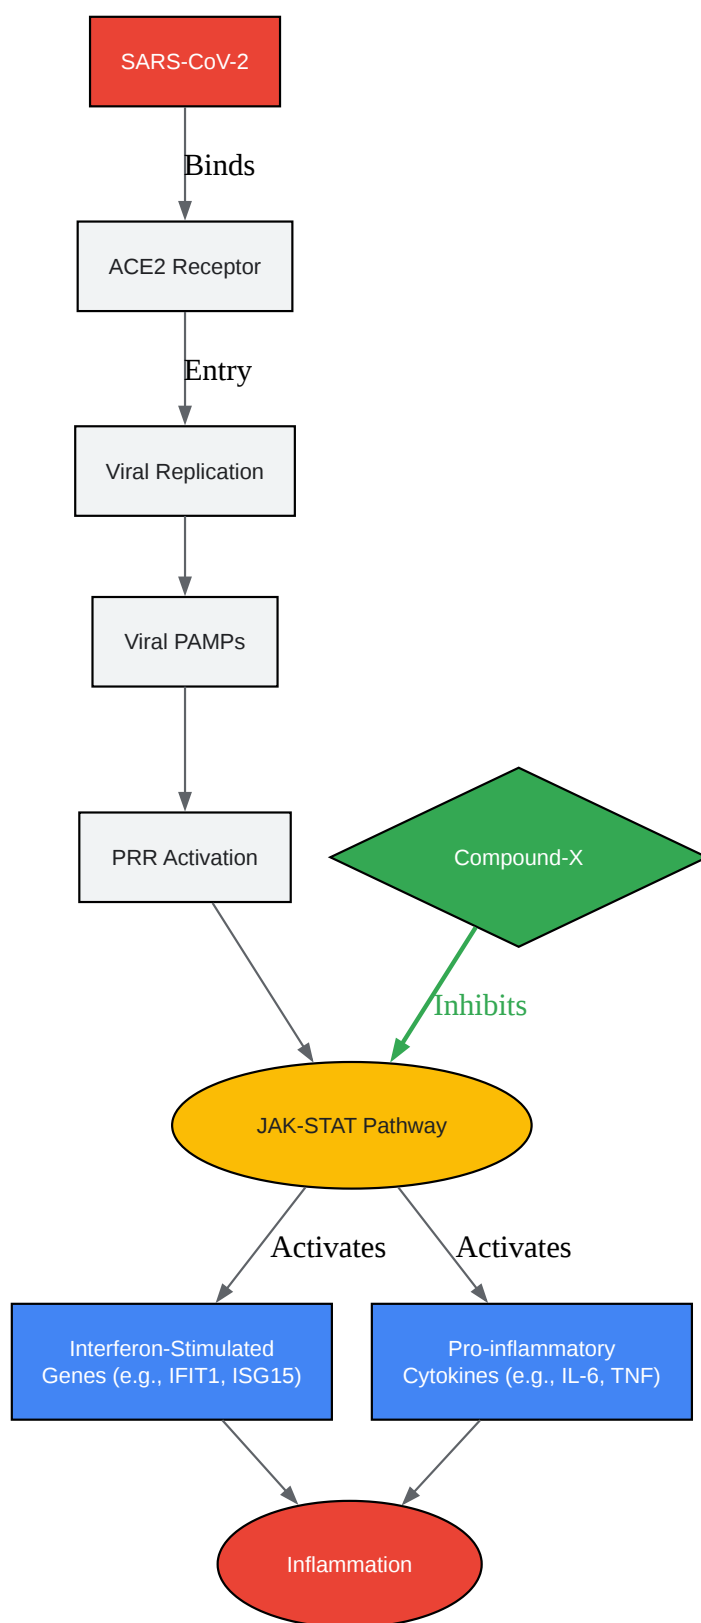 SARS-CoV-2
Binds
ACE2 Receptor
Entry
Viral Replication
Viral PAMPs
PRR Activation
Compound-X
Inhibits
JAK-STAT Pathway
Activates
Activates
Interferon-Stimulated
Genes (e.g., IFIT1, ISG15)
Pro-inflammatory
Cytokines (e.g., IL-6, TNF)
Inflammation